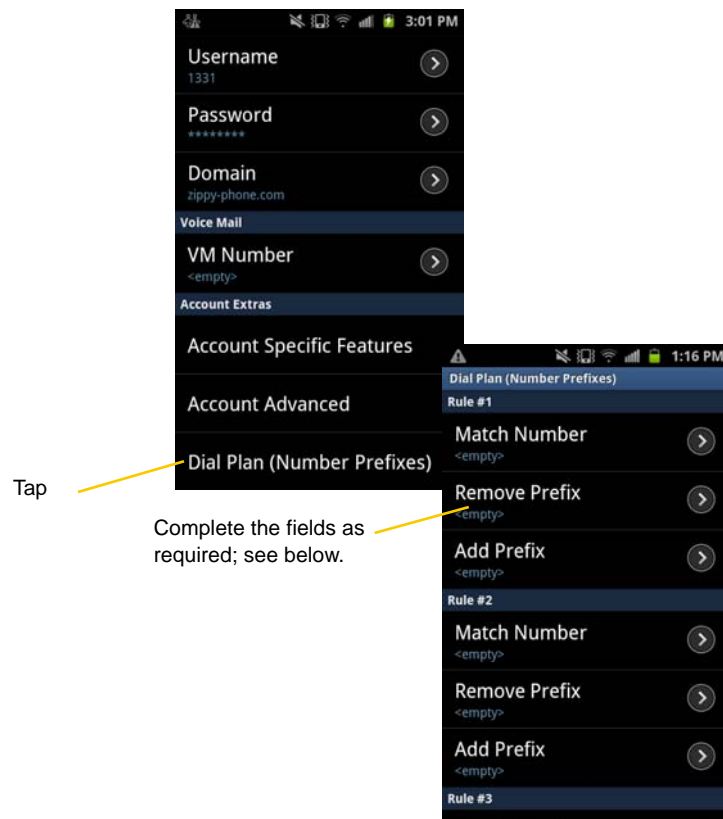 3:01 PM
Username
1331
Password
********
Domain
zippy-phone.com
Voice Mail
VM Number
<empty>
Account Extras
Account Specific Features
Account Advanced
Dial Plan (Number Prefixes)
Tap
Complete the fields as
required; see below.
1:16 PM
Dial Plan (Number Prefixes)
Rule #1
Match Number
<empty>
Remove Prefix
<empty>
Add Prefix
<empty>
Rule #2
Match Number
<empty>
Remove Prefix
<empty>
Add Prefix
<empty>
Rule #3